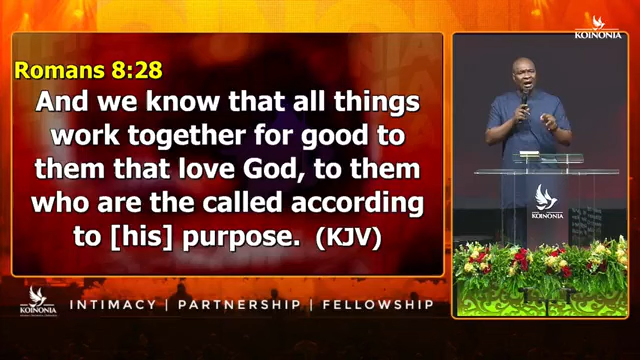 Romans 8:28
And we know that all things
work together for good to
them that love God, to them
who are the called according
to [his] purpose. (KJV)
KOINONIA
KOINONIA
KOINONIA
INTIMACY | PARTNERSHIP | FELLOWSHIP